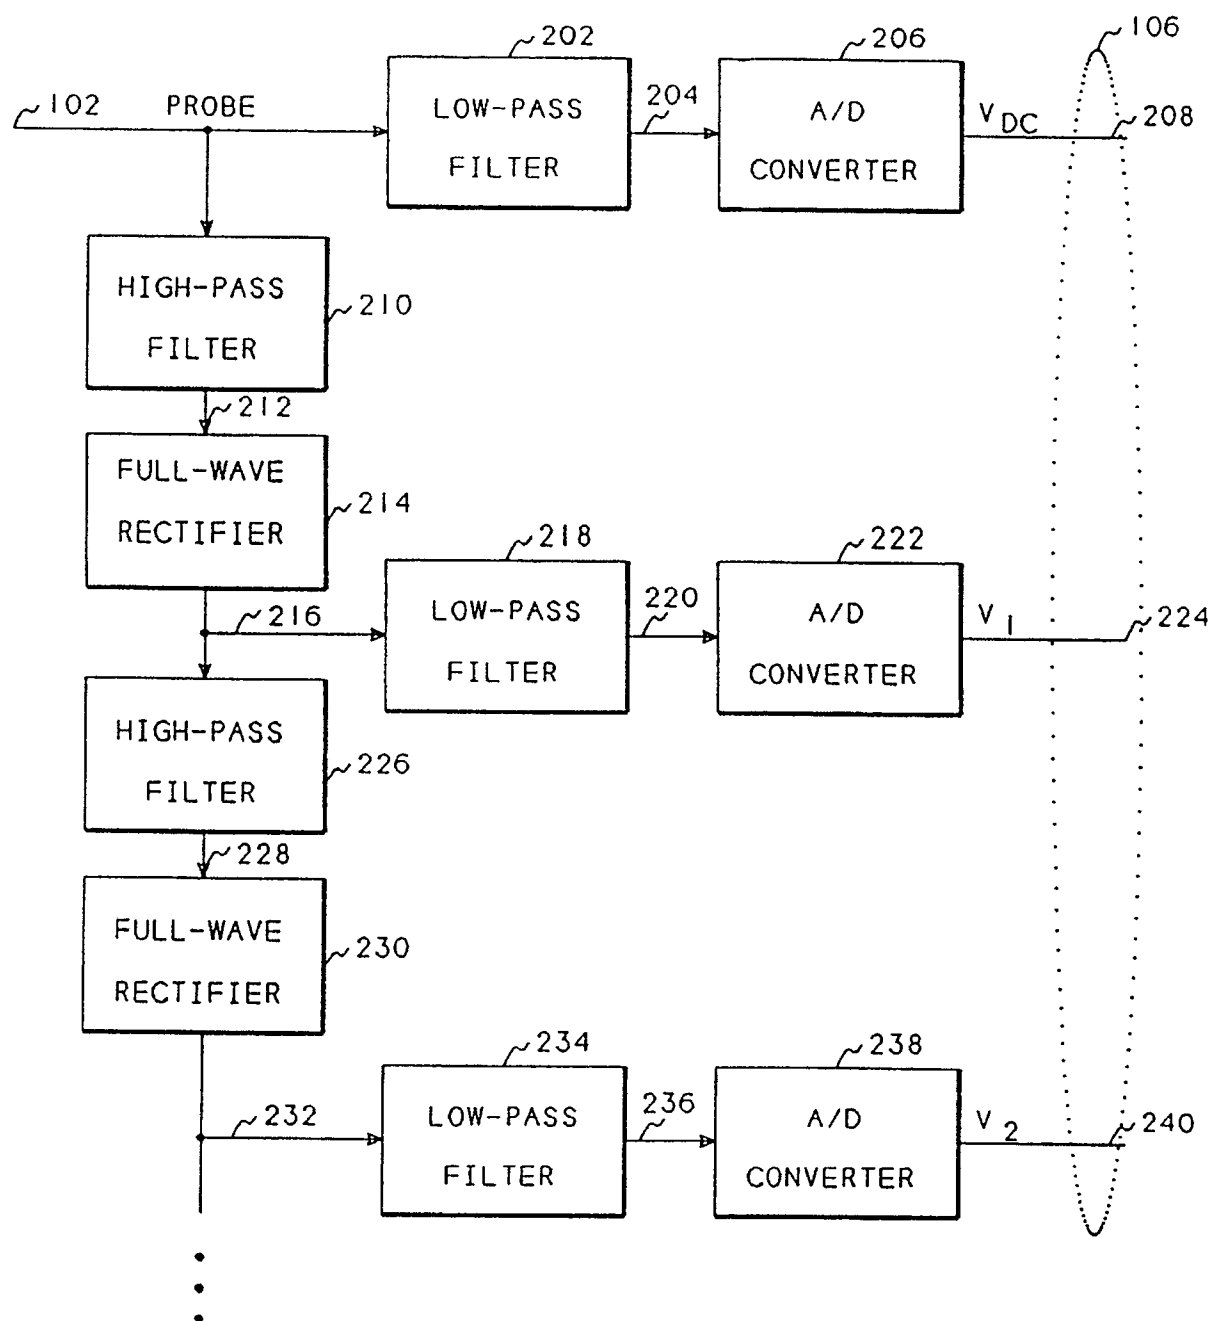 202
206
106
102
PROBE
LOW-PASS
FILTER
204
A/D
CONVERTER
V DC
208
HIGH-PASS
FILTER
210
212
FULL-WAVE
RECTIFIER
214
216
218
LOW-PASS
FILTER
220
222
A/D
CONVERTER
V 1
224
HIGH-PASS
FILTER
226
228
FULL-WAVE
RECTIFIER
230
232
234
LOW-PASS
FILTER
236
238
A/D
CONVERTER
V 2
240